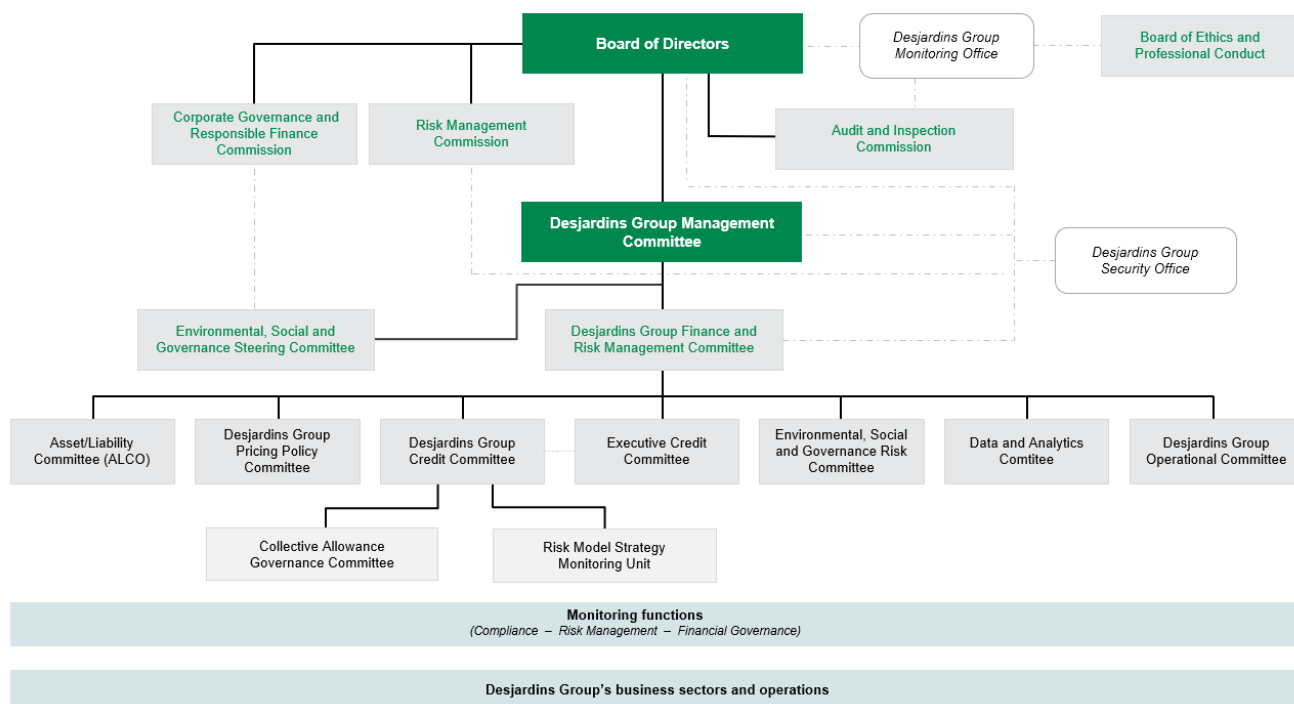 Board of Directors
Desjardins Group
Monitoring Office
Board of Ethics and
Professional Conduct
Corporate Governance and
Responsible Finance
Commission
Risk Management
Commission
Audit and Inspection
Commission
Desjardins Group Management
Committee
Desjardins Group
Security Office
Environmental, Social and
Governance Steering Committee
Desjardins Group Finance and
Risk Management Committee
Asset/Liability
Committee (ALCO)
Desjardins Group
Pricing Policy
Committee
Desjardins Group
Credit Committee
Executive Credit
Committee
Environmental, Social
and Governance Risk
Committee
Data and Analytics
Comtitee
Desjardins Group
Operational Committee
Collective Allowance
Governance Committee
Risk Model Strategy
Monitoring Unit
Monitoring functions
(Compliance – Risk Management – Financial Governance)
Desjardins Group's business sectors and operations